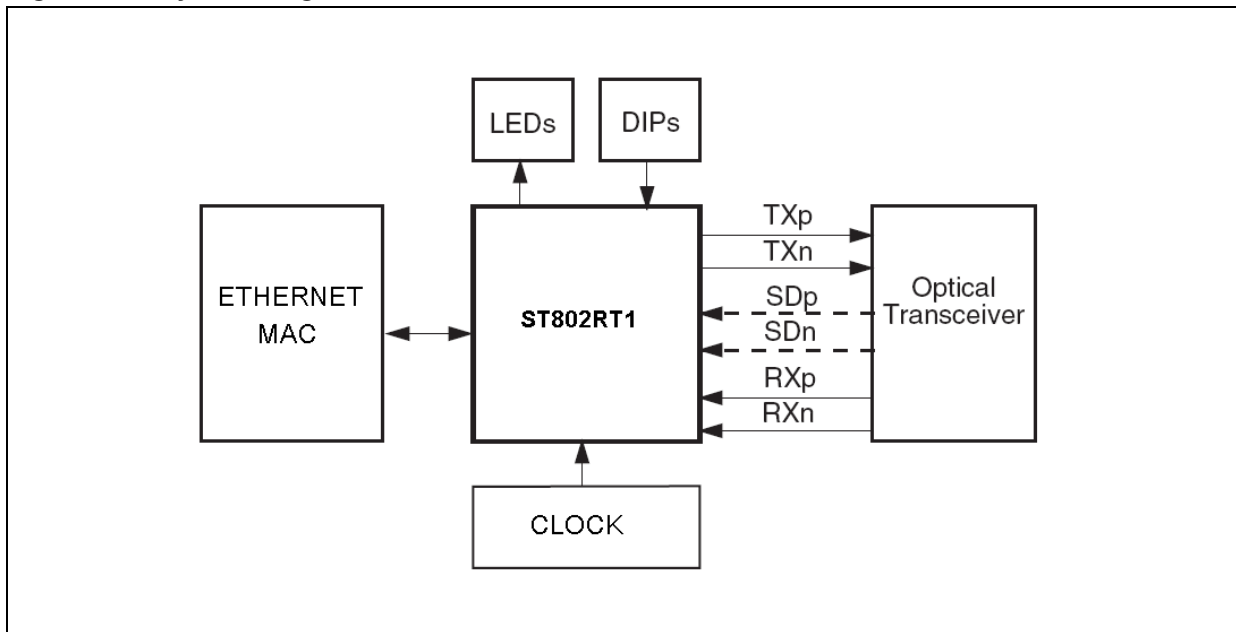 LEDs
DIPs
ETHERNET
MAC
ST802RT1
TXp
TXn
SDp
SDn
RXp
RXn
Optical
Transceiver
CLOCK